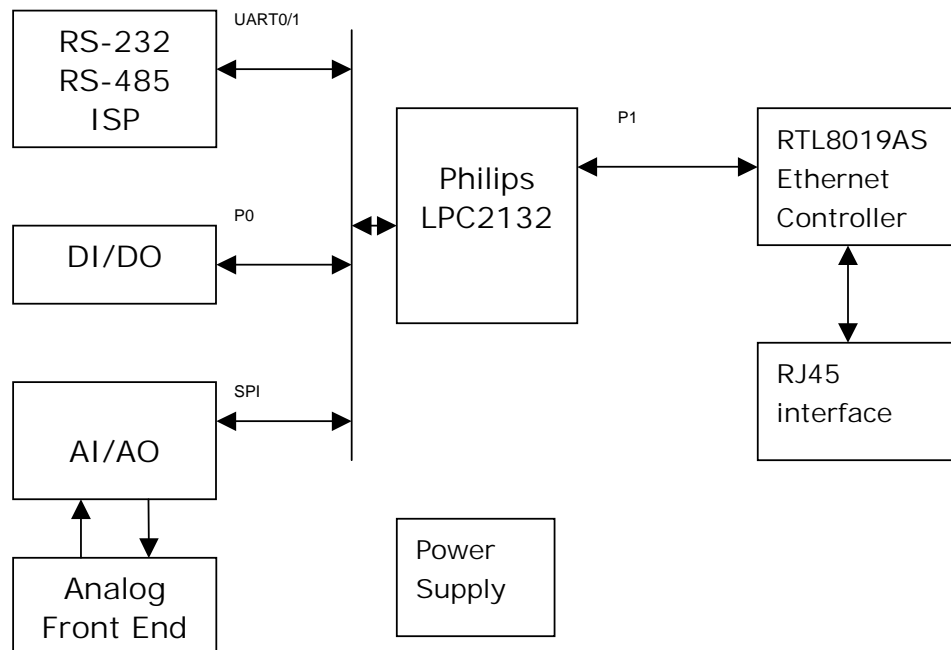 UART0/1
RS-232
RS-485
ISP
P0
DI/DO
SPI
AI/AO
Analog
Front End
Philips
LPC2132
P1
RTL8019AS
Ethernet
Controller
RJ45
interface
Power
Supply